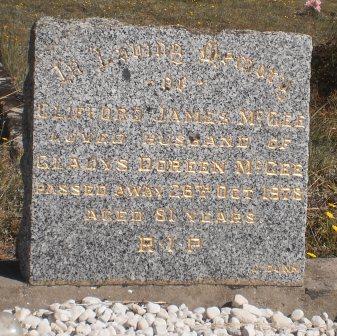 In Loving Memory
- OF -
CLIFFORD JAMES McGEE
LOVED HUSBAND OF
GLADYS DOREEN McGEE
PASSED AWAY 26TH OCT. 1978
AGED 81 YEARS
R.I.P.